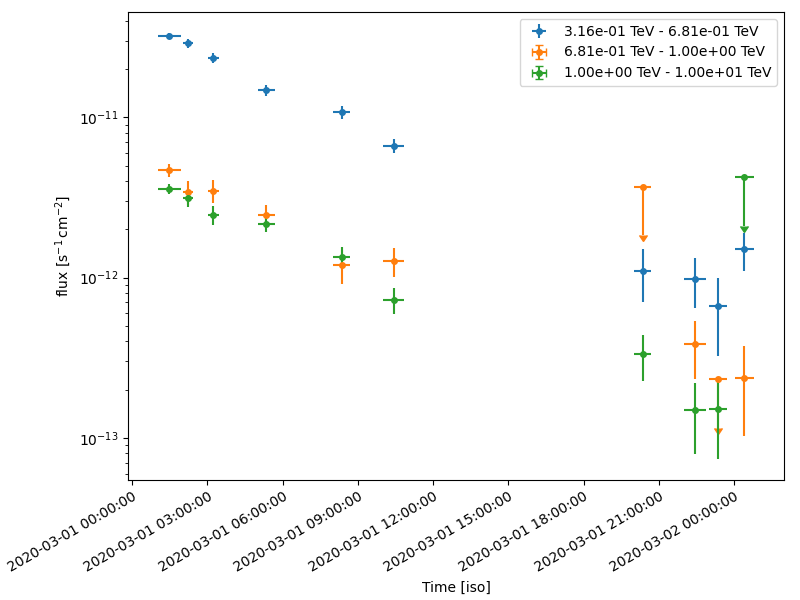 3.16e-01 TeV - 6.81e-01 TeV
6.81e-01 TeV - 1.00e+00 TeV
1.00e+00 TeV - 1.00e+01 TeV
flux [s⁻¹ cm⁻²]
10⁻¹¹
10⁻¹²
10⁻¹³
2020-03-01 00:00:00
2020-03-01 03:00:00
2020-03-01 06:00:00
2020-03-01 09:00:00
2020-03-01 12:00:00
2020-03-01 15:00:00
2020-03-01 18:00:00
2020-03-01 21:00:00
2020-03-02 00:00:00
Time [iso]